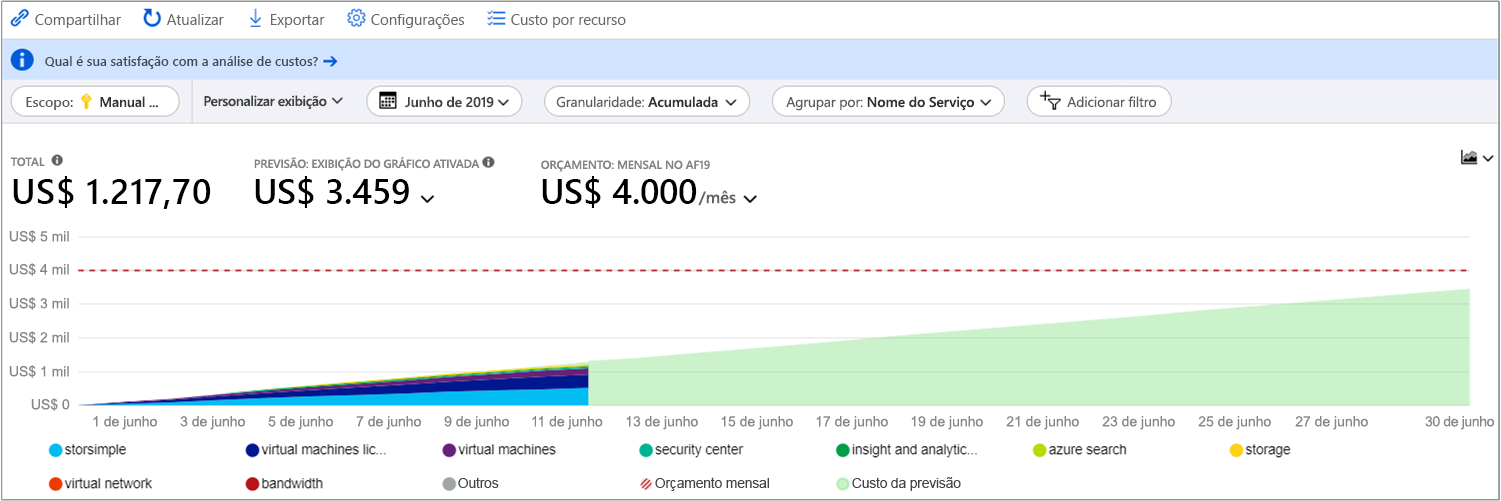 Compartilhar Atualizar Exportar Configurações Custo por recurso
Qual é sua satisfação com a análise de custos?
Escopo: Manual ... Personalizar exibição Junho de 2019 Granularidade: Acumulada Agrupar por: Nome do Serviço Adicionar filtro
TOTAL PREVISÃO: EXIBIÇÃO DO GRÁFICO ATIVADA ORÇAMENTO: MENSAL NO AF19
US$ 1.217,70 US$ 3.459 US$ 4.000/mês
US$ 5 mil
US$ 4 mil
US$ 3 mil
US$ 2 mil
US$ 1 mil
US$ 0
1 de junho 3 de junho 5 de junho 7 de junho 9 de junho 11 de junho 13 de junho 15 de junho 17 de junho 19 de junho 21 de junho 23 de junho 25 de junho 27 de junho 30 de junho
storsimple virtual machines lic... virtual machines security center insight and analytic... azure search storage
virtual network bandwidth Outros Orçamento mensal Custo da previsão